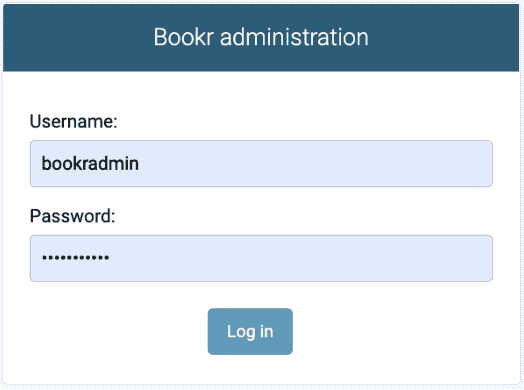 Bookr administration
Username:
bookradmin
Password:
•••••••••••
Log in